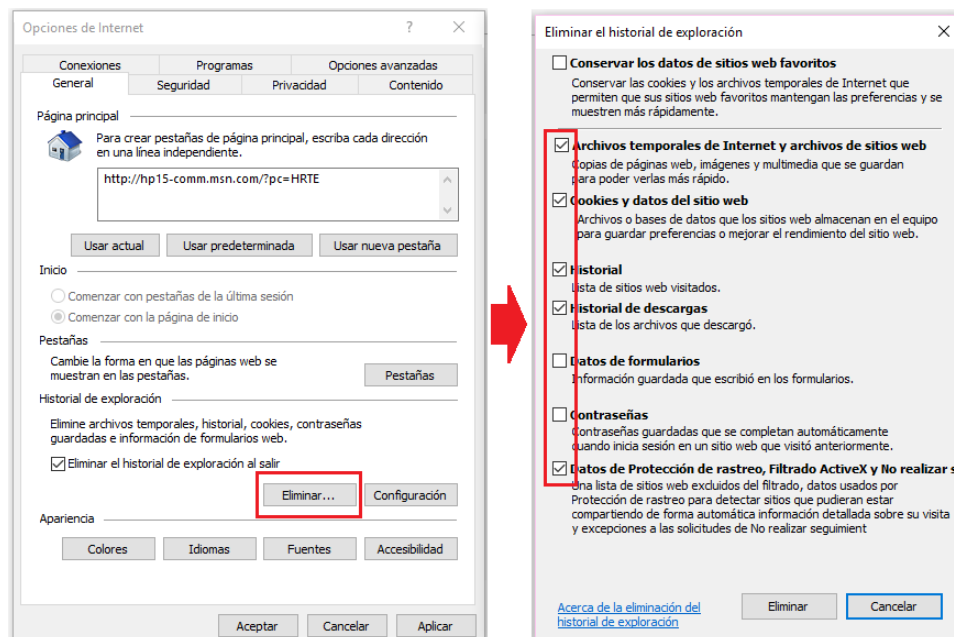 Opciones de Internet
?
Conexiones
Programas
Opciones avanzadas
General
Seguridad
Privacidad
Contenido
Página principal
Para crear pestañas de página principal, escriba cada dirección
en una línea independiente.
http://hp15-comm.msn.com/?pc=HRTE
Usar actual
Usar predeterminada
Usar nueva pestaña
Inicio
Comenzar con pestañas de la última sesión
Comenzar con la página de inicio
Pestañas
Cambie la forma en que las páginas web se
muestran en las pestañas.
Pestañas
Historial de exploración
Elimine archivos temporales, historial, cookies, contraseñas
guardadas e información de formularios web.
Eliminar el historial de exploración al salir
Eliminar...
Configuración
Apariencia
Colores
Idiomas
Fuentes
Accesibilidad
Aceptar
Cancelar
Aplicar
Eliminar el historial de exploración
Conservar los datos de sitios web favoritos
Conservar las cookies y los archivos temporales de Internet que
permiten que sus sitios web favoritos mantengan las preferencias y se
muestren más rápidamente.
Archivos temporales de Internet y archivos de sitios web
Copias de páginas web, imágenes y multimedia que se guardan
para poder verlas más rápido.
Cookies y datos del sitio web
Archivos o bases de datos que los sitios web almacenan en el equipo
para guardar preferencias o mejorar el rendimiento del sitio web.
Historial
Lista de sitios web visitados.
Historial de descargas
Lista de los archivos que descargó.
Datos de formularios
Información guardada que escribió en los formularios.
Contraseñas
Contraseñas guardadas que se completan automáticamente
cuando inicia sesión en un sitio web que visitó anteriormente.
Datos de Protección de rastreo, Filtrado ActiveX y No realizar s
Una lista de sitios web excluidos del filtrado, datos usados por
Protección de rastreo para detectar sitios que pudieran estar
compartiendo de forma automática información detallada sobre su visita
y excepciones a las solicitudes de No realizar seguimient
Acerca de la eliminación del
historial de exploración
Eliminar
Cancelar